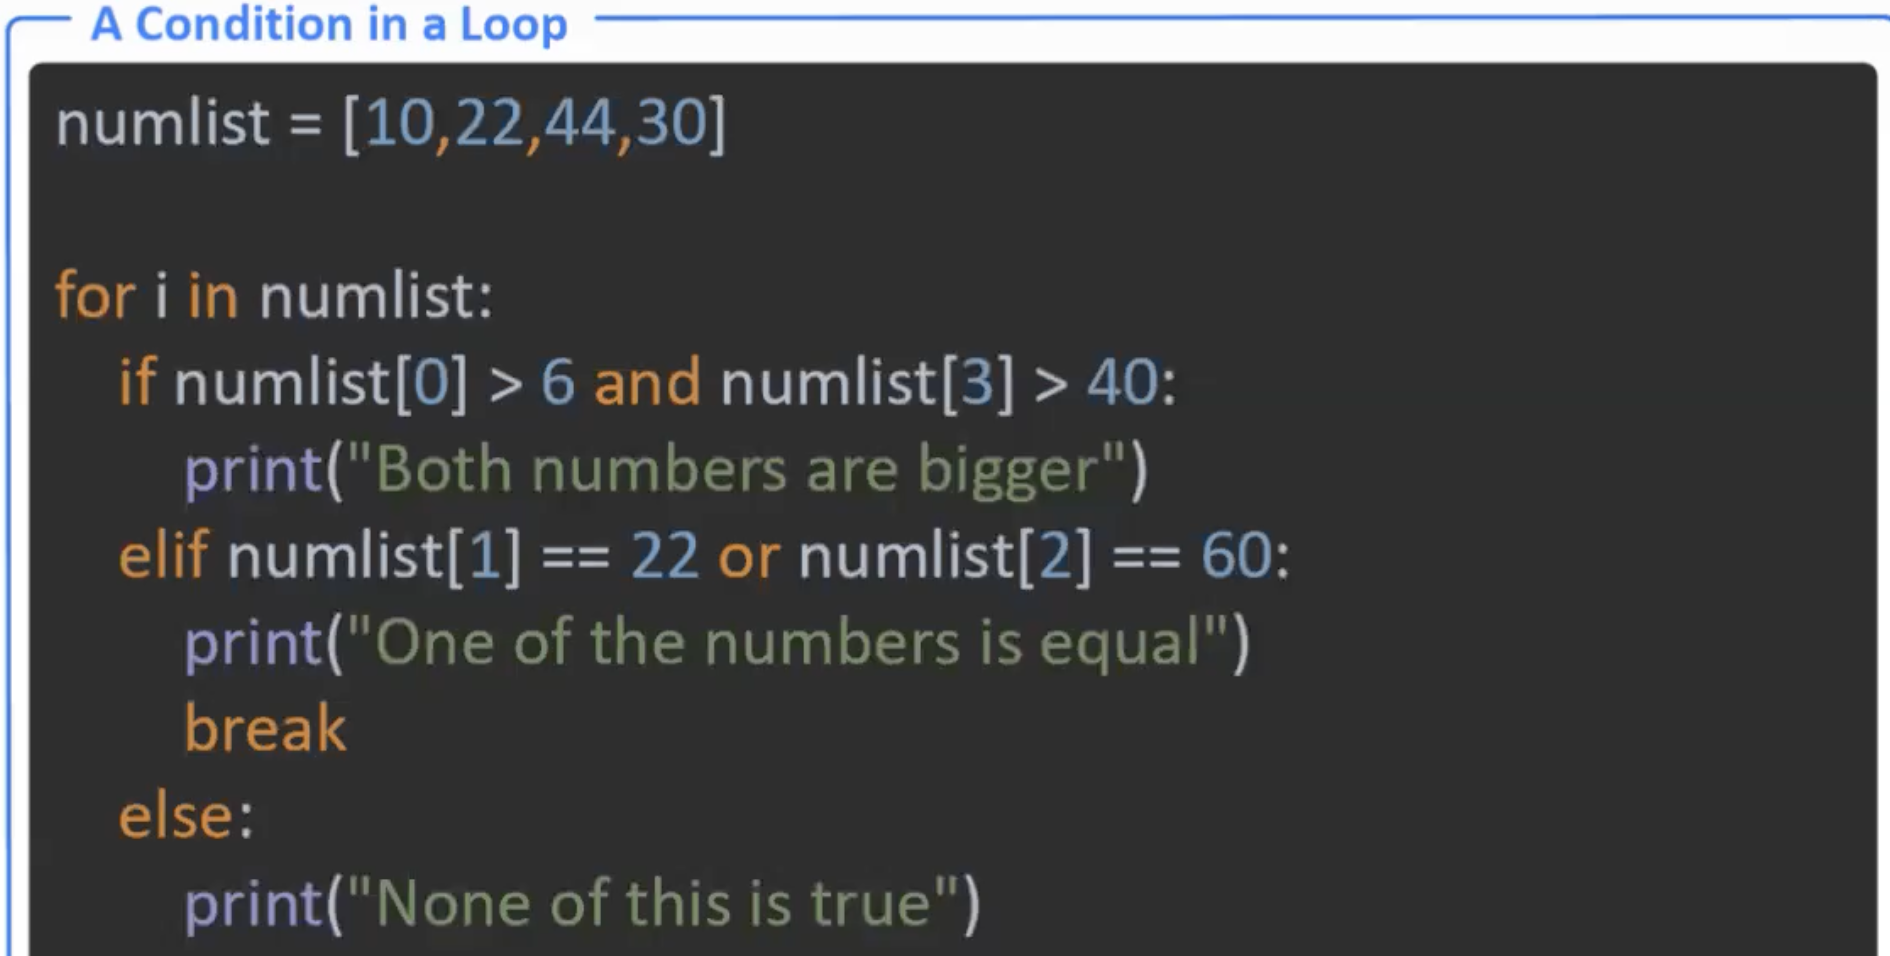 A Condition in a Loop
numlist = [10,22,44,30]
for i in numlist:
if numlist[0] > 6 and numlist[3] > 40:
print("Both numbers are bigger")
elif numlist[1] == 22 or numlist[2] == 60:
print("One of the numbers is equal")
break
else:
print("None of this is true")